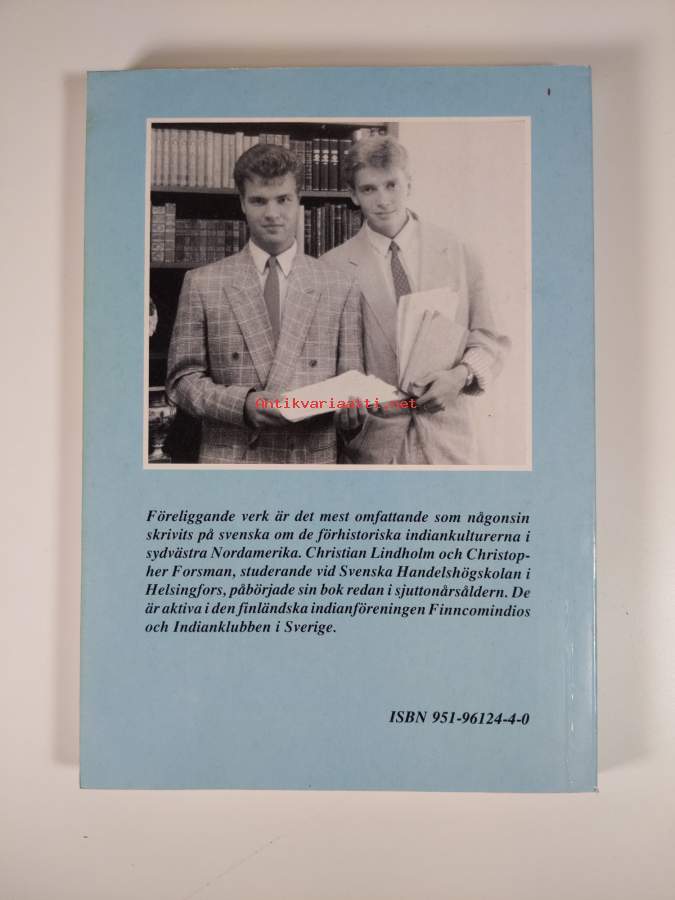 Antikvariaatti.net
Föreliggande verk är det mest omfattande som någonsin
skrivits på svenska om de förhistoriska indiankulturerna i
sydvästra Nordamerika. Christian Lindholm och Christop-
her Forsman, studerande vid Svenska Handelshögskolan i
Helsingfors, påbörjade sin bok redan i sjuttonårsåldern. De
är aktiva i den finländska indianföreningen Finncomindios
och Indianklubben i Sverige.
ISBN 951-96124-4-0